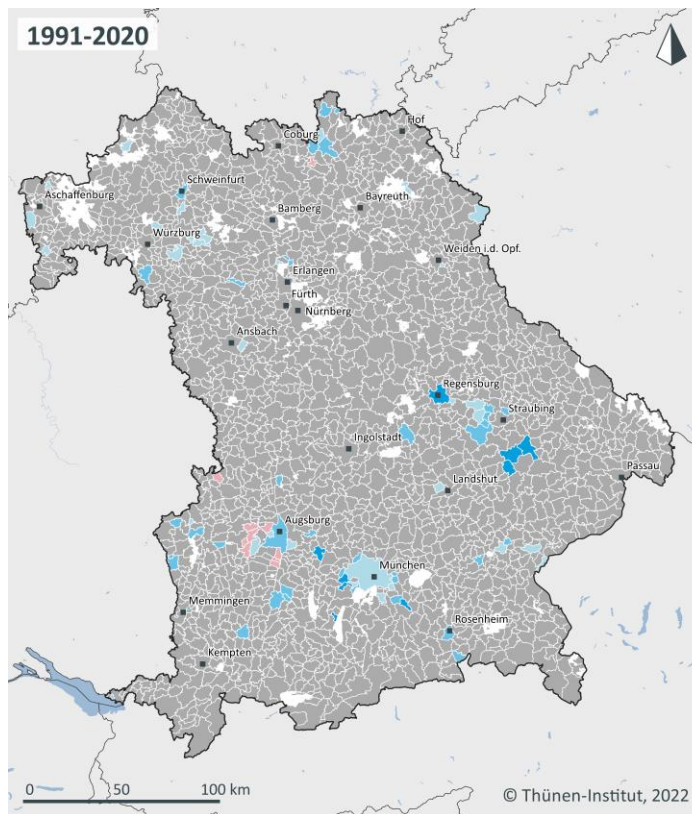 1991-2020
Hof
Coburg
Schweinfurt
Aschaffenburg
Bayreuth
Bamberg
Würzburg
Weiden i.d. Opf.
Erlangen
Fürth
Nürnberg
Ansbach
Regensburg
Straubing
Ingolstadt
Passau
Landshut
Augsburg
München
Memmingen
Rosenheim
Kempten
0 50 100 km
© Thünen-Institut, 2022